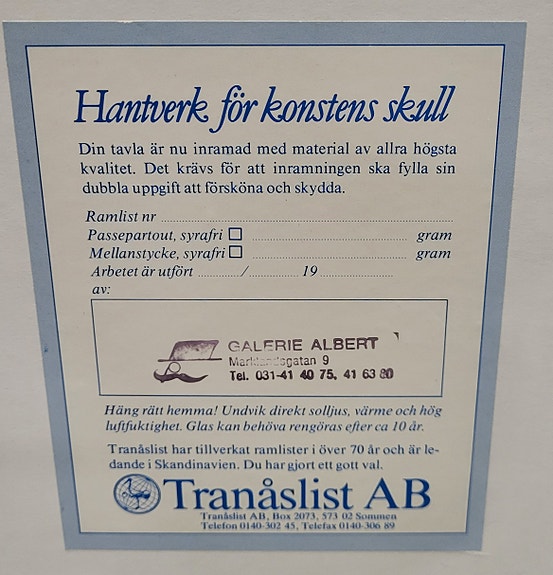 Hantverk för konstens skull
Din tavla är nu inramad med material av allra högsta
kvalitet. Det krävs för att inramningen ska fylla sin
dubbla uppgift att försköna och skydda.
Ramlist nr
Passepartout, syrafri ☐ gram
Mellanstycke, syrafri ☐ gram
Arbetet är utfört / 19
av:
GALERIE ALBERT
9
Tel. 031-41 40 75, 41 63 80
Häng rätt hemma! Undvik direkt solljus, värme och hög
luftfuktighet. Glas kan behöva rengöras efter ca 10 år.
Tranåslist har tillverkat ramlister i över 70 år och är le-
dande i Skandinavien. Du har gjort ett gott val.
Tranåslist AB
Tranåslist AB, Box 2073, 573 02 Sommen
Telefon 0140-302 45, Telefax 0140-306 89